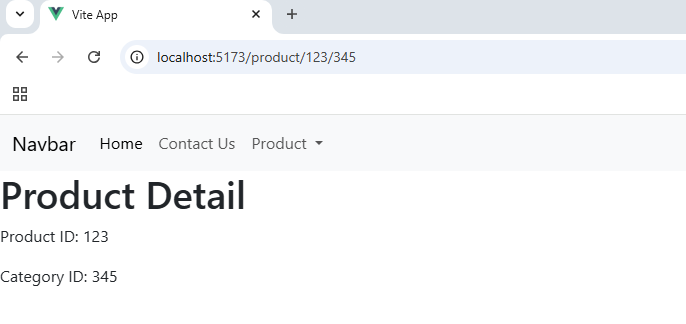 Vite App
localhost:5173/product/123/345
Navbar Home Contact Us Product
Product Detail
Product ID: 123
Category ID: 345